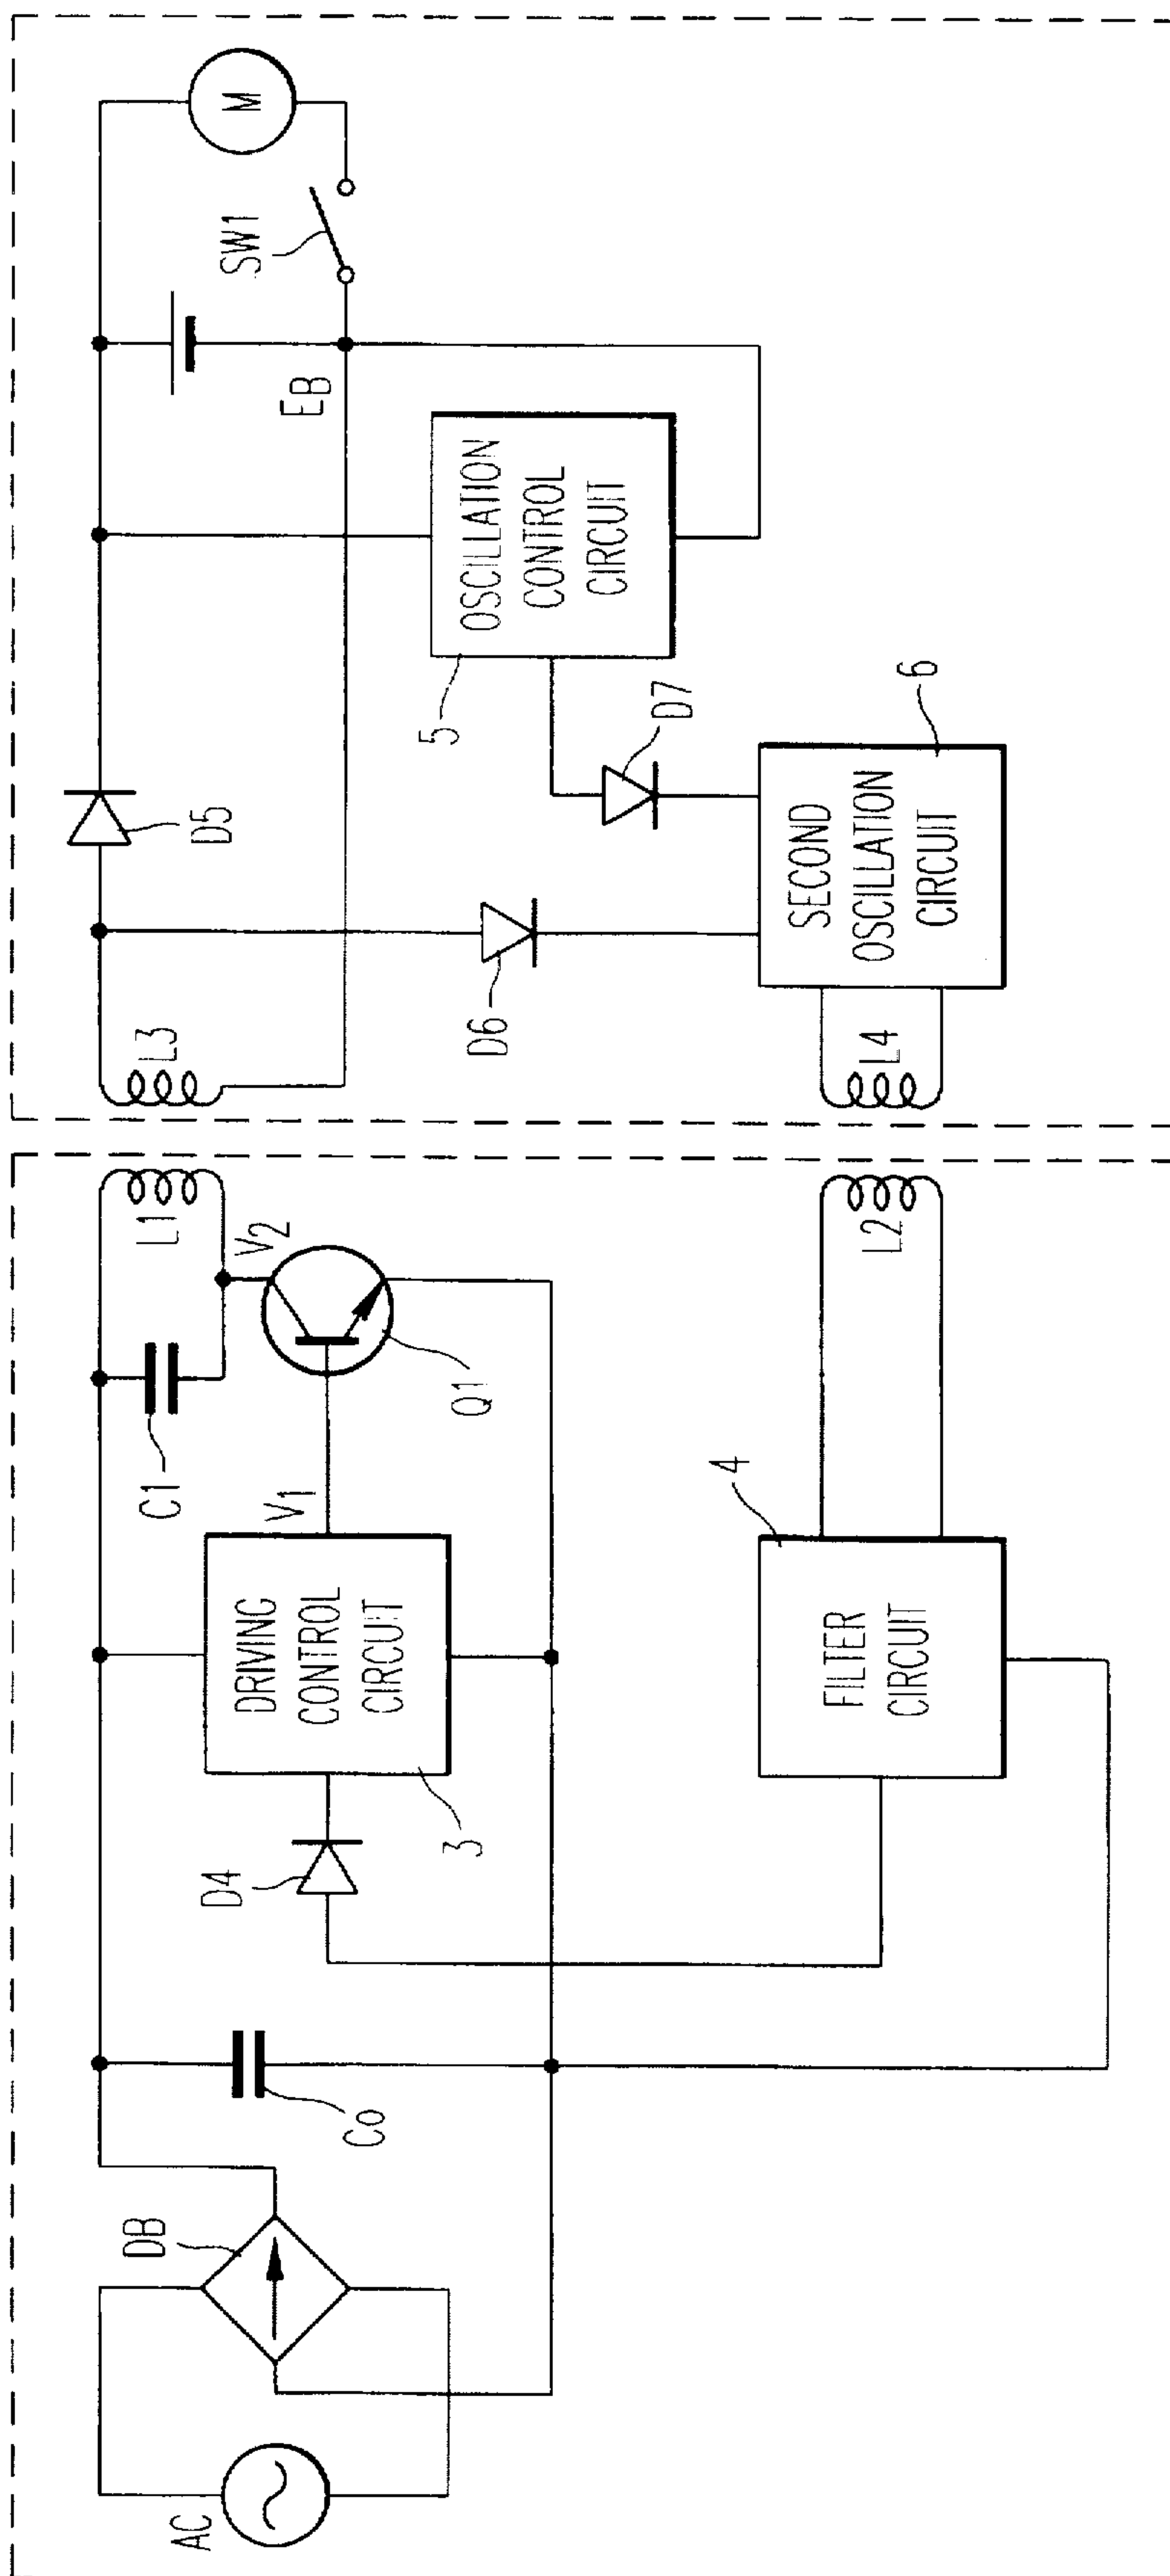 M
SW1
EB
OSCILLATION
CONTROL
CIRCUIT
5
D7
6
D5
SECOND
OSCILLATION
CIRCUIT
D6
L3
L4
L1
V2
L2
Q1
C1
V1
4
DRIVING
CONTROL
CIRCUIT
FILTER
CIRCUIT
3
D4
Co
DB
AC